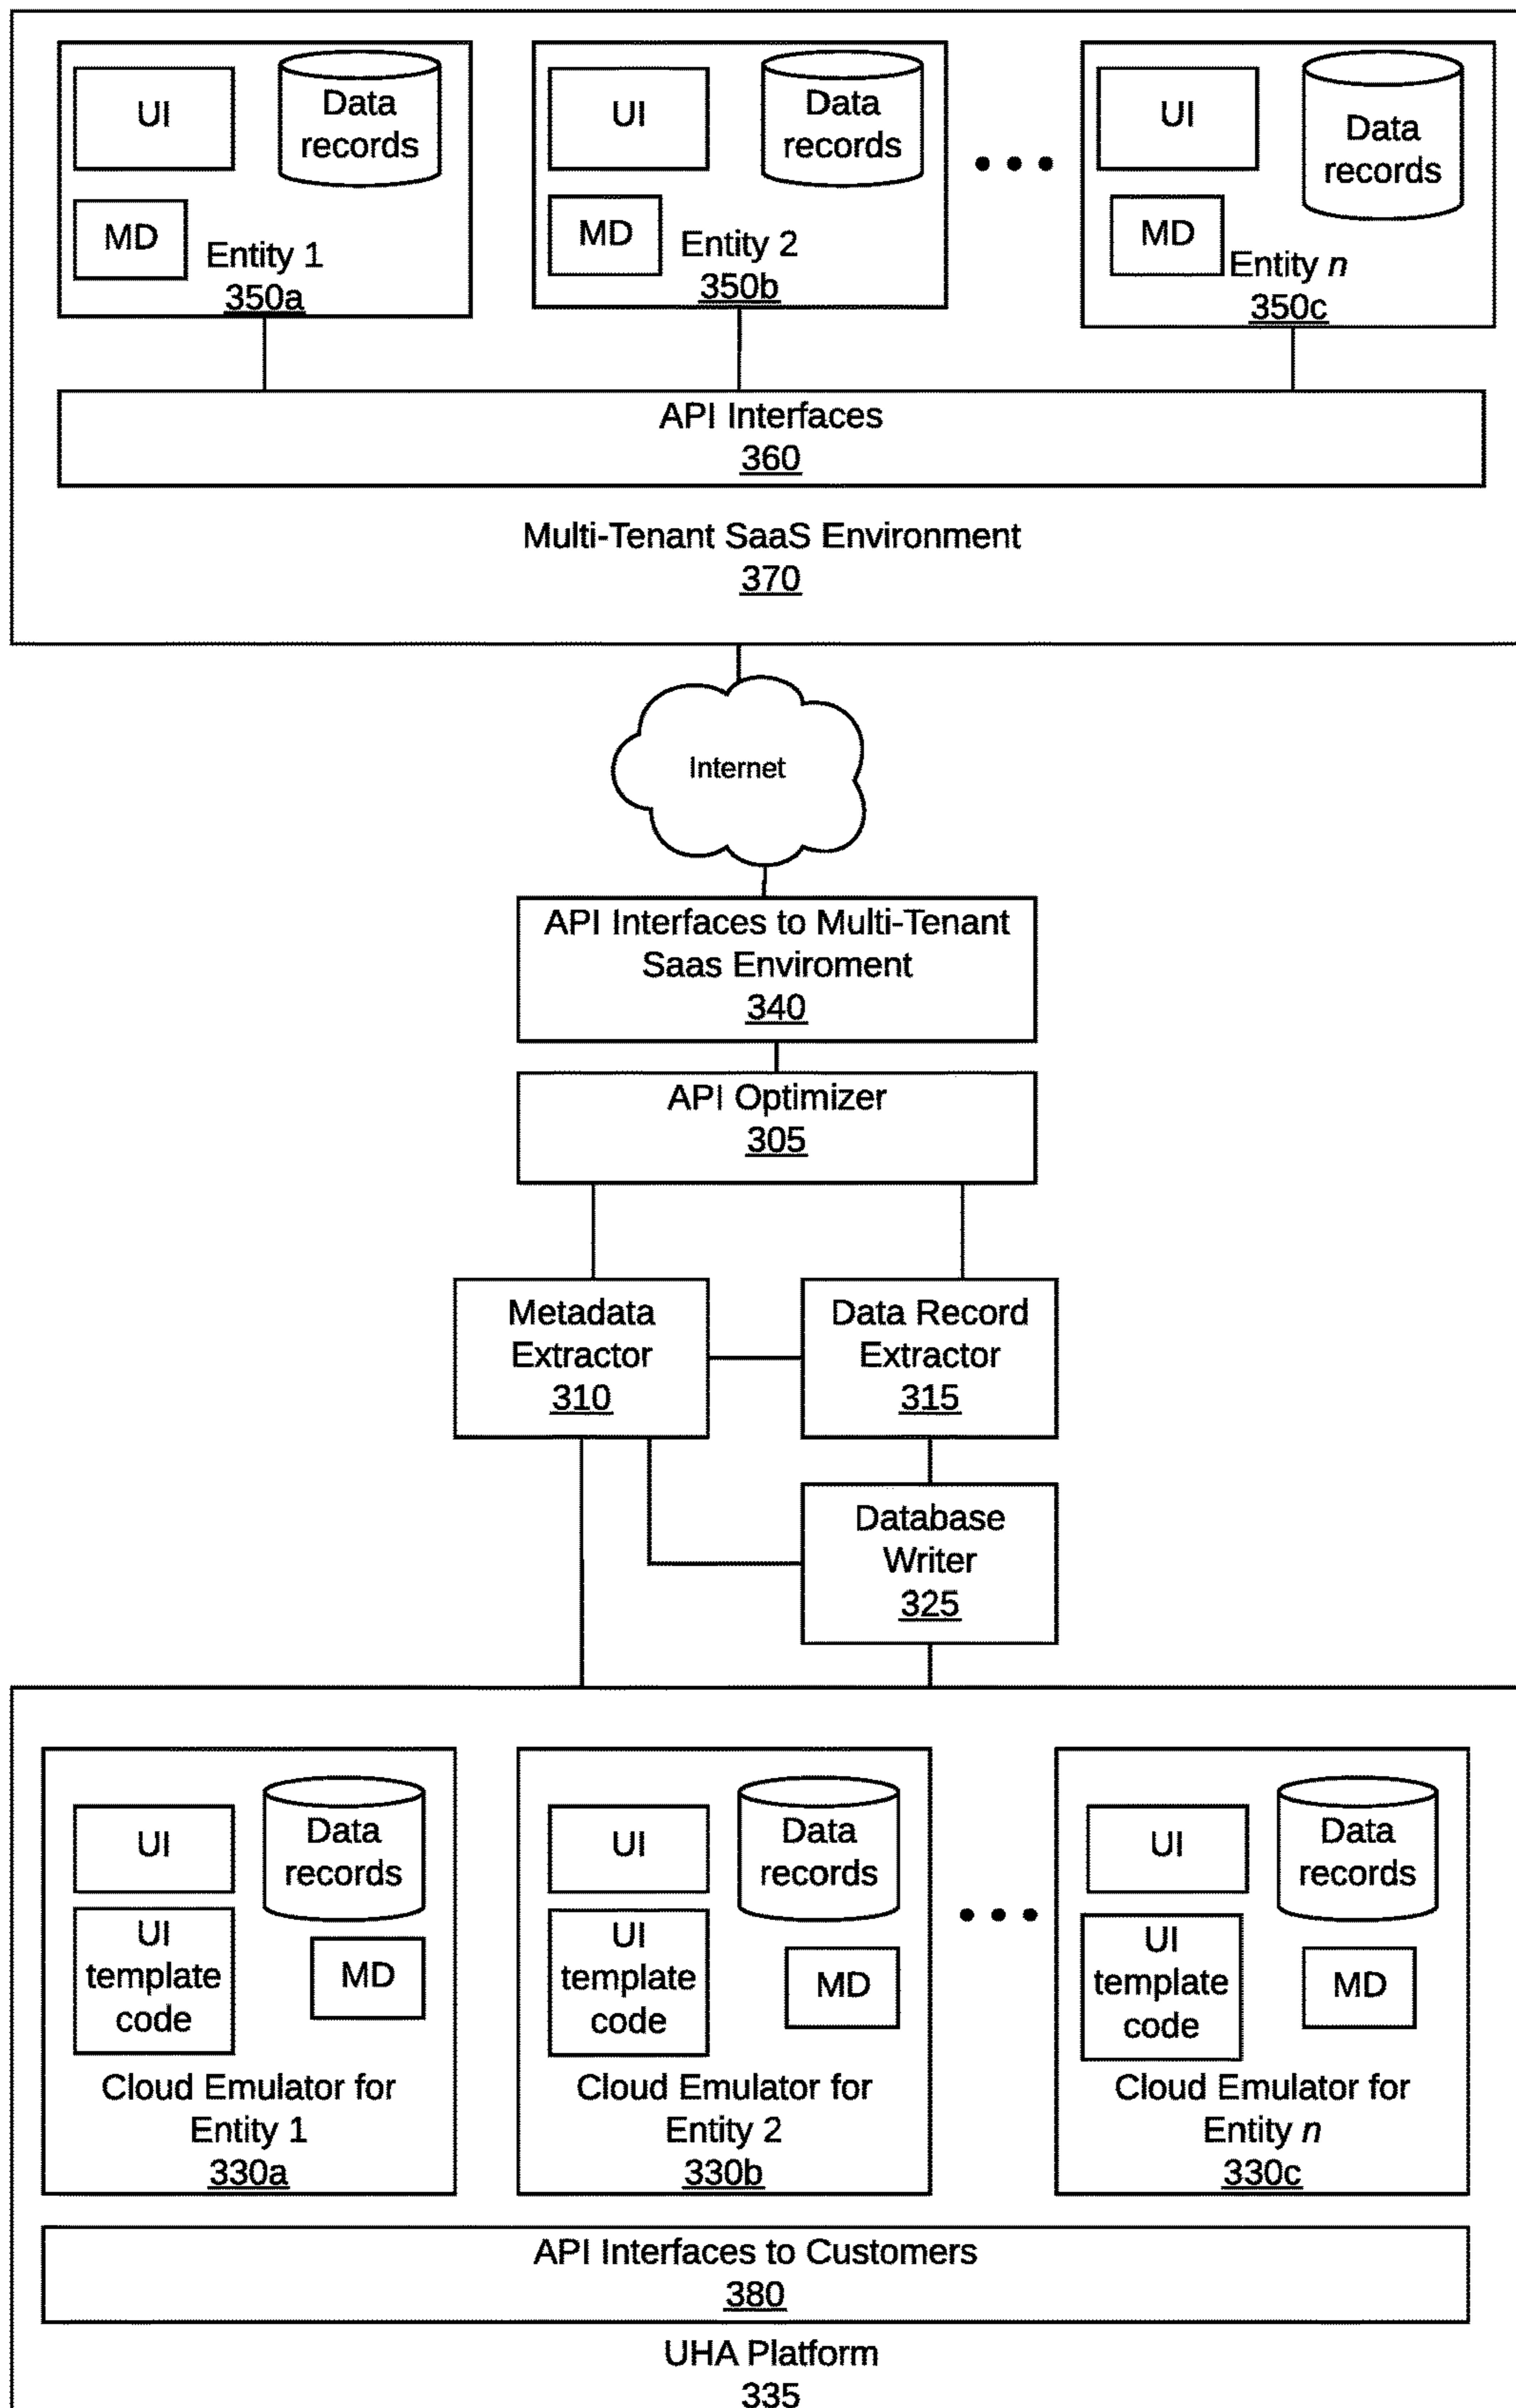 UI
Data
records
MD
Entity 1
350a
UI
Data
records
MD
Entity 2
350b
UI
Data
records
MD
Entity n
350c
API Interfaces
360
Multi-Tenant SaaS Environment
370
Internet
API Interfaces to Multi-Tenant
Saas Enviroment
340
API Optimizer
305
Metadata
Extractor
310
Data Record
Extractor
315
Database
Writer
325
UI
Data
records
UI
template
code
MD
Cloud Emulator for
Entity 1
330a
UI
Data
records
UI
template
code
MD
Cloud Emulator for
Entity 2
330b
UI
Data
records
UI
template
code
MD
Cloud Emulator for
Entity n
330c
API Interfaces to Customers
380
UHA Platform
335